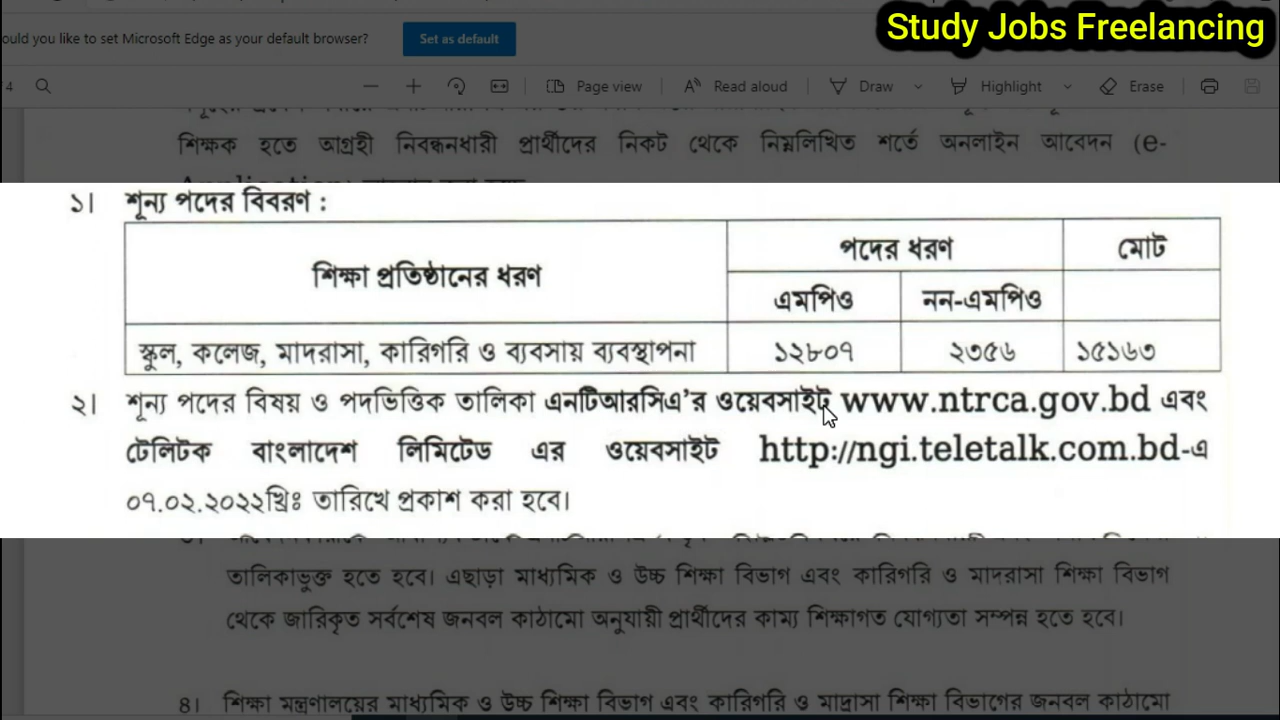 Study Jobs Freelancing
ould you like to set Microsoft Edge as your default browser?
Set as default
4
Page view
Read aloud
Draw
Highlight
Erase
শিক্ষক হতে আগ্রহী নিবন্ধনধারী প্রার্থীদের নিকট থেকে নিম্নলিখিত শর্তে অনলাইন আবেদন (e-
১। শূন্য পদের বিবরণ :
শিক্ষা প্রতিষ্ঠানের ধরণ
পদের ধরণ
মোট
এমপিও
নন-এমপিও
স্কুল, কলেজ, মাদরাসা, কারিগরি ও ব্যবসায় ব্যবস্থাপনা
১২৮০৭
২৩৫৬
১৫১৬৩
২। শূন্য পদের বিষয় ও পদভিত্তিক তালিকা এনটিআরসিএ'র ওয়েবসাইট www.ntrca.gov.bd এবং
টেলিটক বাংলাদেশ লিমিটেড এর ওয়েবসাইট http://ngi.teletalk.com.bd-এ
০৭.০২.২০২২খ্রিঃ তারিখে প্রকাশ করা হবে।
তালিকাভুক্ত হতে হবে। এছাড়া মাধ্যমিক ও উচ্চ শিক্ষা বিভাগ এবং কারিগরি ও মাদরাসা শিক্ষা বিভাগ
থেকে জারিকৃত সর্বশেষ জনবল কাঠামো অনুযায়ী প্রার্থীদের কাম্য শিক্ষাগত যোগ্যতা সম্পন্ন হতে হবে।
৪। শিক্ষা মন্ত্রণালয়ের মাধ্যমিক ও উচ্চ শিক্ষা বিভাগ এবং কারিগরি ও মাদ্রাসা শিক্ষা বিভাগের জনবল কাঠামো